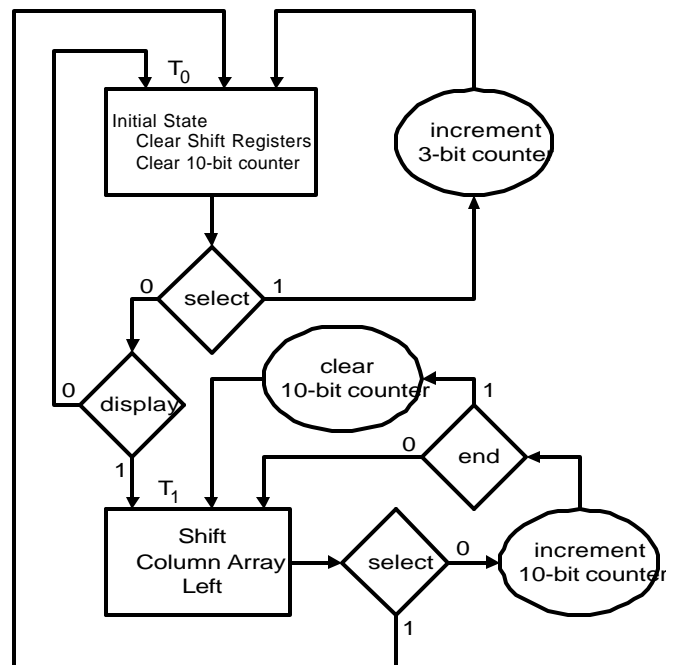 T0
Initial State
Clear Shift Registers
Clear 10-bit counter
increment
3-bit counter
0
select
1
clear
10-bit counter
0
display
1
1
0
end
T1
Shift
Column Array
Left
select
0
increment
10-bit counter
1